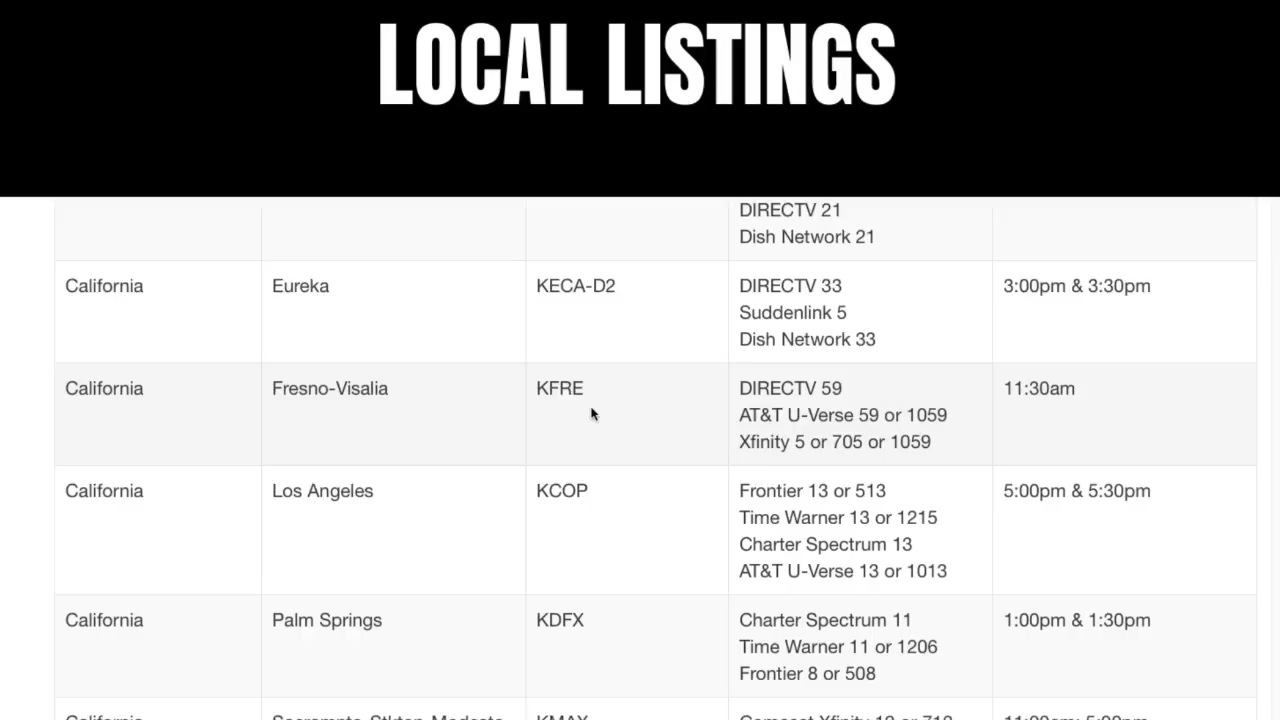 LOCAL LISTINGS
DIRECTV 21
Dish Network 21
California Eureka KECA-D2 DIRECTV 33 3:00pm & 3:30pm
Suddenlink 5
Dish Network 33
California Fresno-Visalia KFRE DIRECTV 59 11:30am
AT&T U-Verse 59 or 1059
Xfinity 5 or 705 or 1059
California Los Angeles KCOP Frontier 13 or 513 5:00pm & 5:30pm
Time Warner 13 or 1215
Charter Spectrum 13
AT&T U-Verse 13 or 1013
California Palm Springs KDFX Charter Spectrum 11 1:00pm & 1:30pm
Time Warner 11 or 1206
Frontier 8 or 508
California KMAX Comcast Xfinity